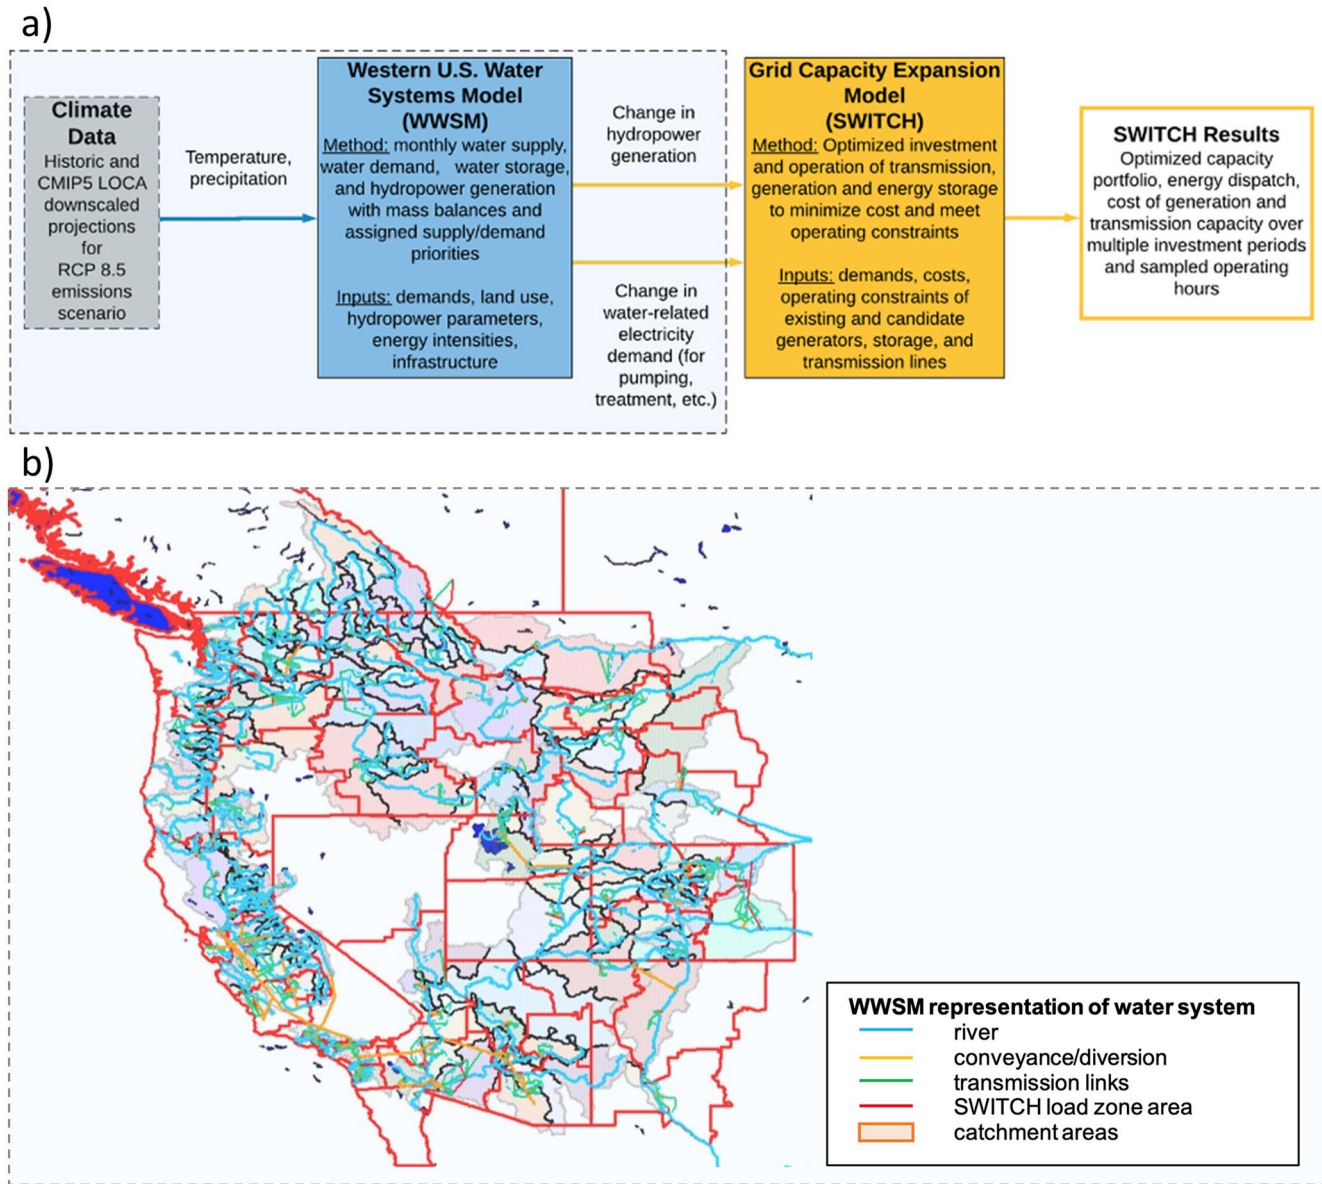 a)
Climate
Data
Historic and
CMIP5 LOCA
downscaled
projections
for
RCP 8.5
emissions
scenario
Temperature,
precipitation
Western U.S. Water
Systems Model
(WWSM)
Method: monthly water supply,
water demand, water storage,
and hydropower generation
with mass balances and
assigned supply/demand
priorities
Inputs: demands, land use,
hydropower parameters,
energy intensities,
infrastructure
Change in
hydropower
generation
Change in
water-related
electricity
demand (for
pumping,
treatment, etc.)
Grid Capacity Expansion
Model
(SWITCH)
Method: Optimized investment
and operation of transmission,
generation and energy storage
to minimize cost and meet
operating constraints
Inputs: demands, costs,
operating constraints of
existing and candidate
generators, storage, and
transmission lines
SWITCH Results
Optimized capacity
portfolio, energy dispatch,
cost of generation and
transmission capacity over
multiple investment periods
and sampled operating
hours
b)
WWSM representation of water system
river
conveyance/diversion
transmission links
SWITCH load zone area
catchment areas